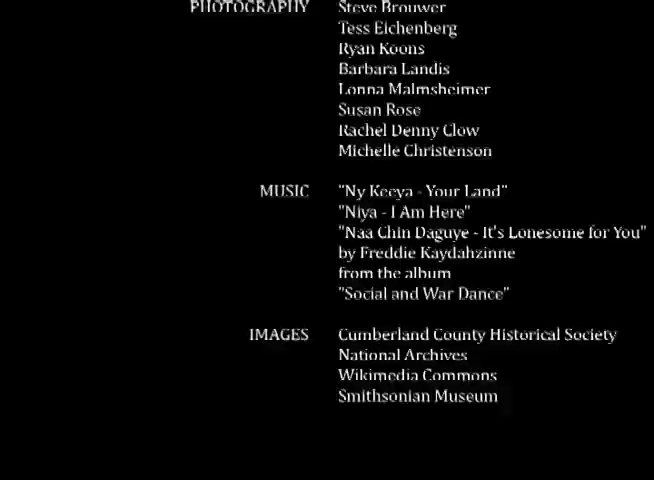 PHOTOGRAPHY Steve Brouwer
Tess Eichenberg
Ryan Koons
Barbara Landis
Lonna Malmsheimer
Susan Rose
Rachel Denny Clow
Michelle Christenson
MUSIC "Ny Keeya - Your Land"
"Niya - I Am Here"
"Naa Chin Daguye - It's Lonesome for You"
by Freddie Kaydahzinne
from the album
"Social and War Dance"
IMAGES Cumberland County Historical Society
National Archives
Wikimedia Commons
Smithsonian Museum